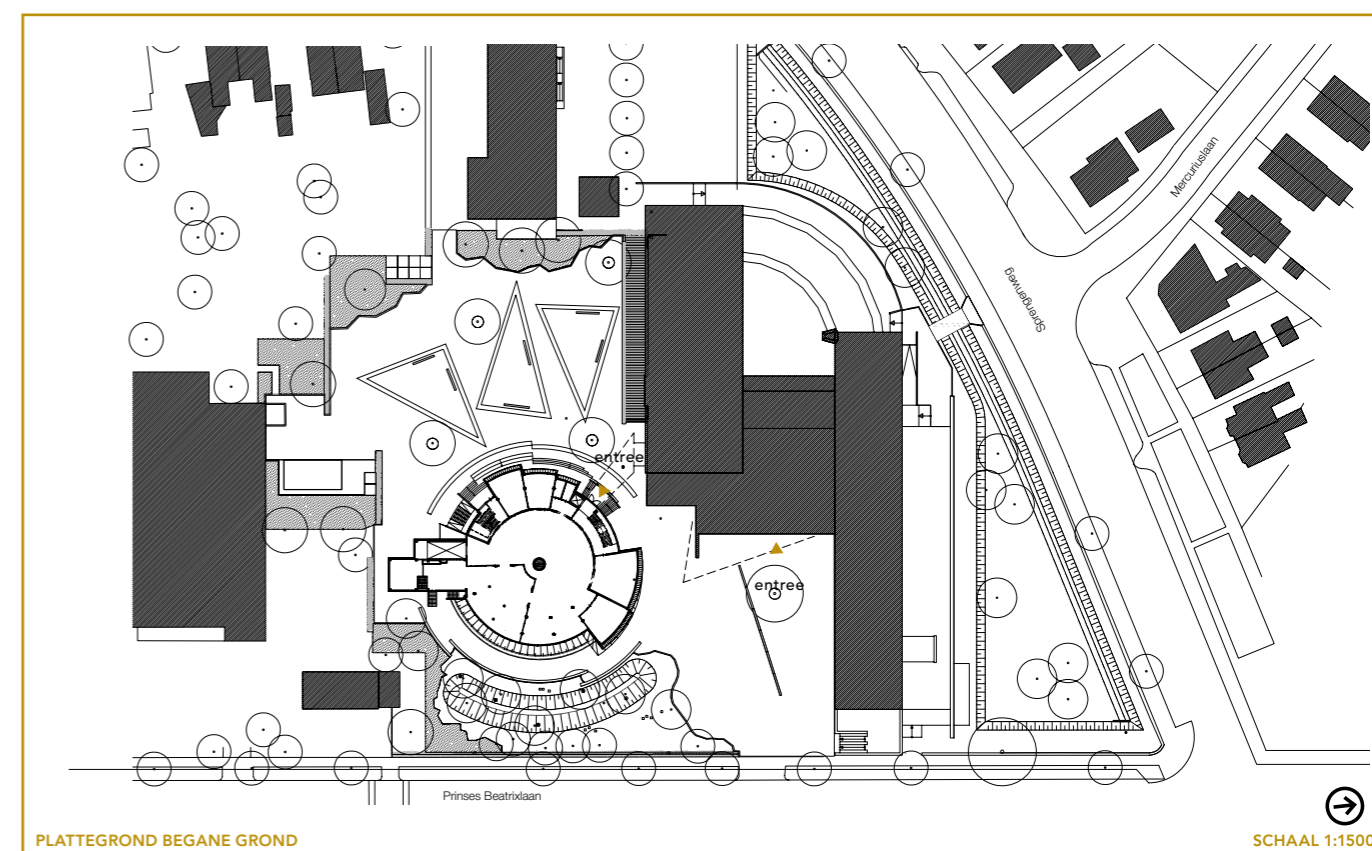 Mercuriuslaan
Sprengenweg
entree
entree
Prinses Beatrixlaan
PLATTEGROND BEGANE GROND
SCHAAL 1:1500